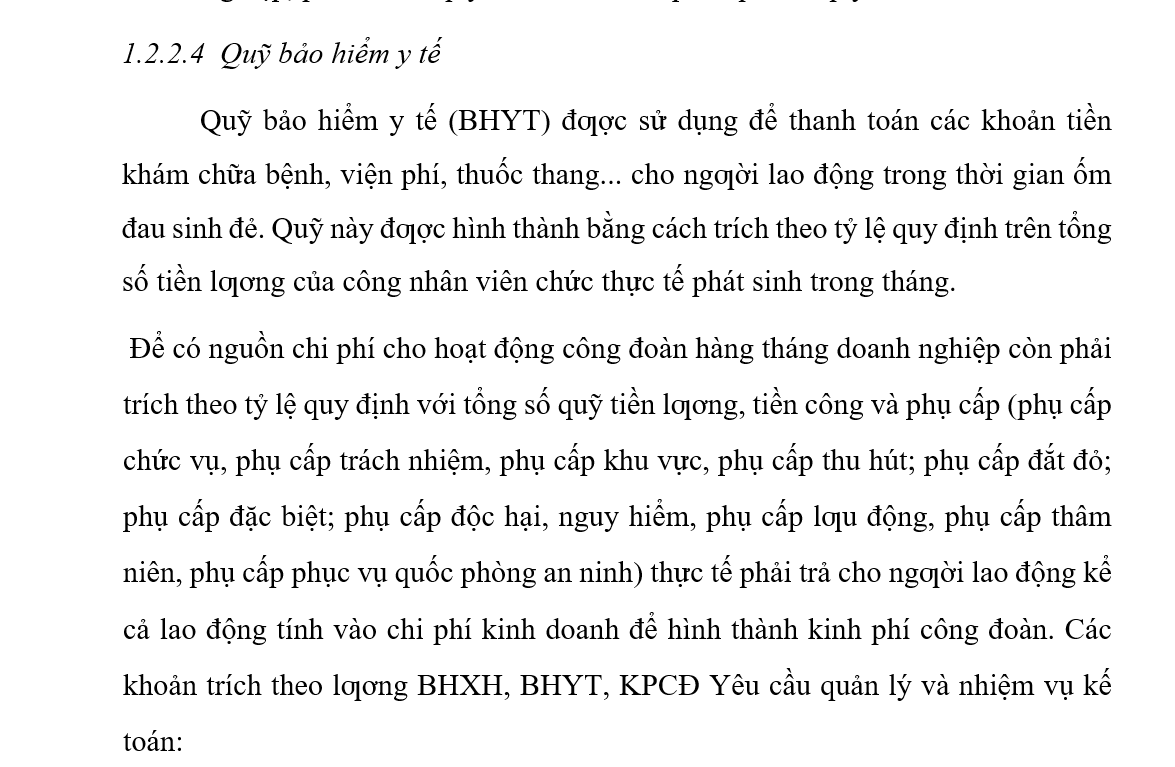 1.2.2.4 Quỹ bảo hiểm y tế
Quỹ bảo hiểm y tế (BHYT) đƣợc sử dụng để thanh toán các khoản tiền
khám chữa bệnh, viện phí, thuốc thang... cho ngƣời lao động trong thời gian ốm
đau sinh đẻ. Quỹ này đƣợc hình thành bằng cách trích theo tỷ lệ quy định trên tổng
số tiền lƣơng của công nhân viên chức thực tế phát sinh trong tháng.
Để có nguồn chi phí cho hoạt động công đoàn hàng tháng doanh nghiệp còn phải
trích theo tỷ lệ quy định với tổng số quỹ tiền lƣơng, tiền công và phụ cấp (phụ cấp
chức vụ, phụ cấp trách nhiệm, phụ cấp khu vực, phụ cấp thu hút; phụ cấp đắt đỏ;
phụ cấp đặc biệt; phụ cấp độc hại, nguy hiểm, phụ cấp lƣu động, phụ cấp thâm
niên, phụ cấp phục vụ quốc phòng an ninh) thực tế phải trả cho ngƣời lao động kể
cả lao động tính vào chi phí kinh doanh để hình thành kinh phí công đoàn. Các
khoản trích theo lƣơng BHXH, BHYT, KPCĐ Yêu cầu quản lý và nhiệm vụ kế
toán: